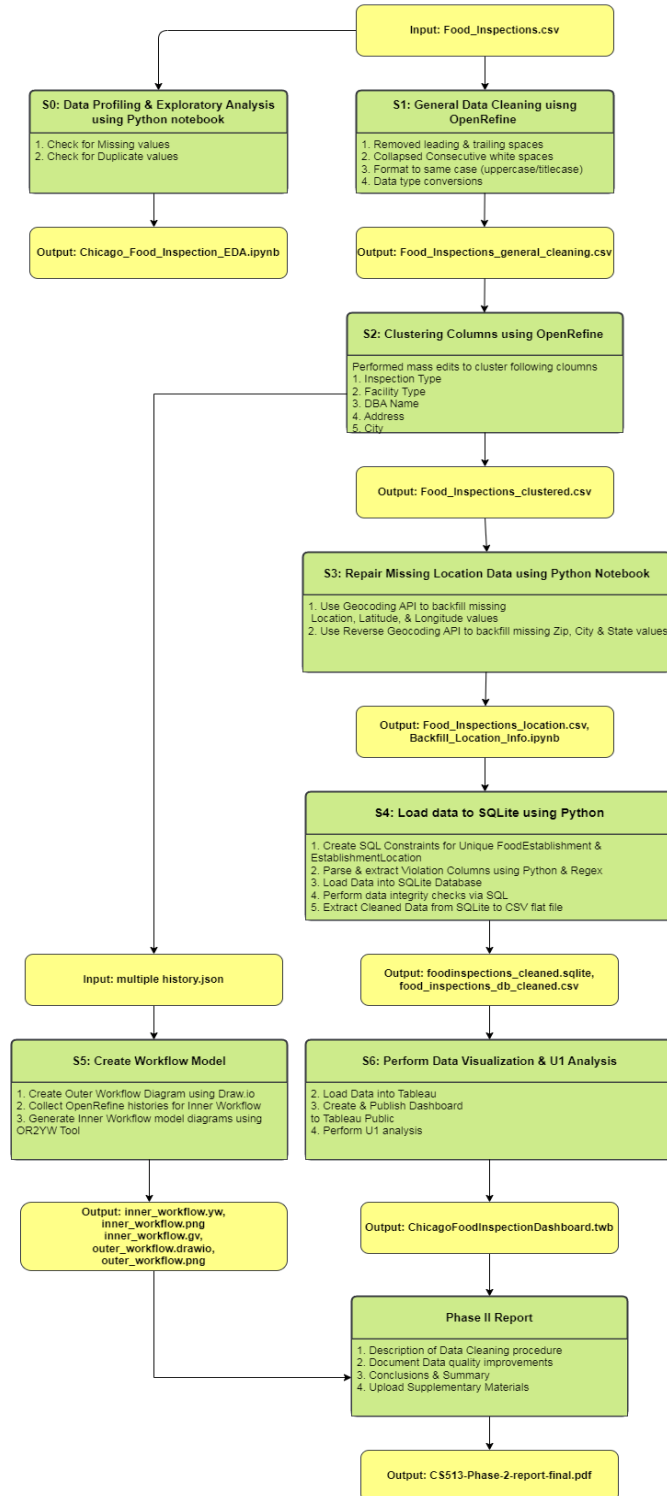 Input: Food_Inspections.csv
S0: Data Profiling & Exploratory Analysis
using Python notebook
1. Check for Missing values
2. Check for Duplicate values
S1: General Data Cleaning uisng
OpenRefine
1. Removed leading & trailing spaces
2. Collapsed Consecutive white spaces
3. Format to same case (uppercase/titlecase)
4. Data type conversions
Output: Chicago_Food_Inspection_EDA.ipynb
Output: Food_Inspections_general_cleaning.csv
S2: Clustering Columns using OpenRefine
Performed mass edits to cluster following cloumns
1. Inspection Type
2. Facility Type
3. DBA Name
4. Address
5. City
Output: Food_Inspections_clustered.csv
S3: Repair Missing Location Data using Python Notebook
1. Use Geocoding API to backfill missing
Location, Latitude, & Longitude values
2. Use Reverse Geocoding API to backfill missing Zip, City & State values
Output: Food_Inspections_location.csv,
Backfill_Location_Info.ipynb
S4: Load data to SQLite using Python
1. Create SQL Constraints for Unique FoodEstablishment &
EstablishmentLocation
2. Parse & extract Violation Columns using Python & Regex
3. Load Data into SQLite Database
4. Perform data integrity checks via SQL
5. Extract Cleaned Data from SQLite to CSV flat file
Input: multiple history.json
Output: foodinspections_cleaned.sqlite,
food_inspections_db_cleaned.csv
S5: Create Workflow Model
1. Create Outer Workflow Diagram using Draw.io
2. Collect OpenRefine histories for Inner Workflow
3. Generate Inner Workflow model diagrams using
OR2YW Tool
S6: Perform Data Visualization & U1 Analysis
2. Load Data into Tableau
3. Create & Publish Dashboard
to Tableau Public
4. Perform U1 analysis
Output: inner_workflow.yw,
inner_workflow.png
inner_workflow.gv,
outer_workflow.drawio,
outer_workflow.png
Output: ChicagoFoodInspectionDashboard.twb
Phase II Report
1. Description of Data Cleaning procedure
2. Document Data quality improvements
3. Conclusions & Summary
4. Upload Supplementary Materials
Output: CS513-Phase-2-report-final.pdf